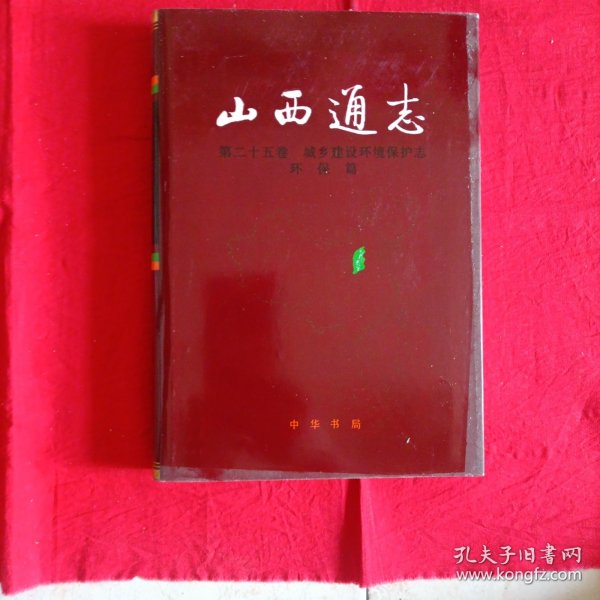 山西通志
第二十五卷 城乡建设环境保护志
环保篇
中华书局
孔夫子旧书网
www.kongfz.com